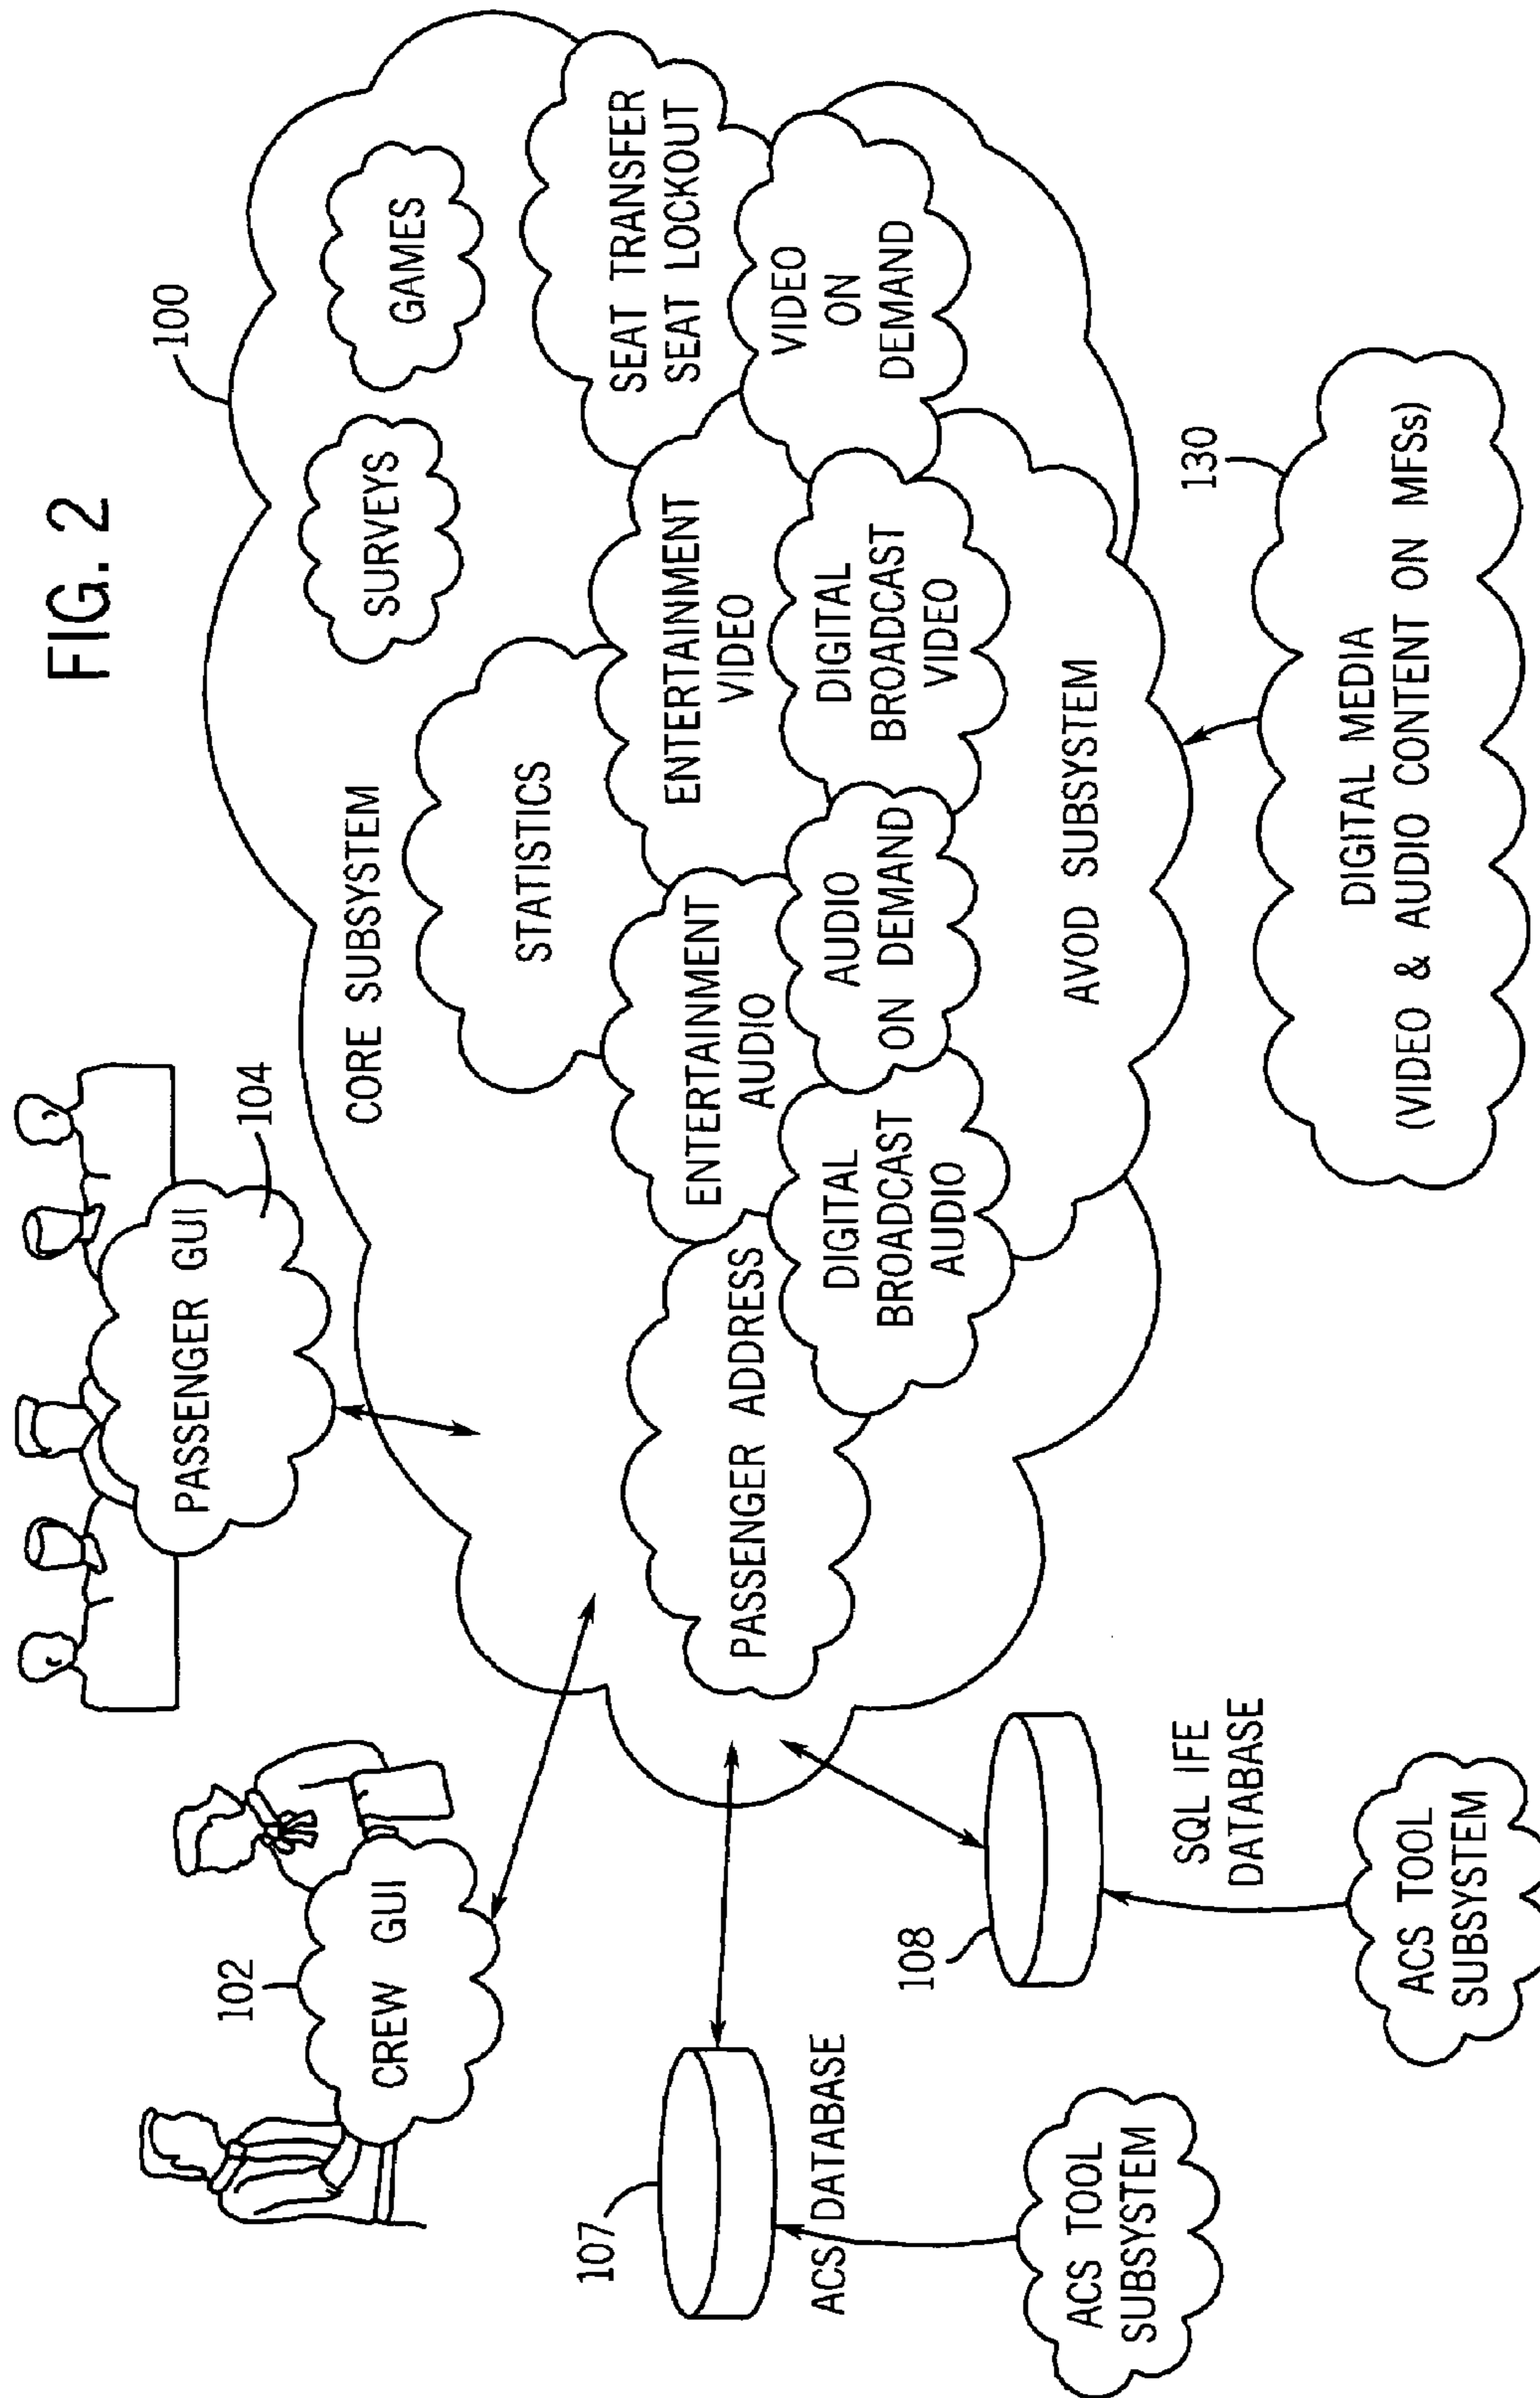 FIG. 2
104
PASSENGER GUI
102
CREW GUI
100
CORE SUBSYSTEM
SURVEYS
GAMES
STATISTICS
SEAT TRANSFER
SEAT LOCKOUT
ENTERTAINMENT
VIDEO
ENTERTAINMENT
AUDIO
PASSENGER ADDRESS
VIDEO
ON
DEMAND
DIGITAL
BROADCAST
VIDEO
AUDIO
ON DEMAND
DIGITAL
BROADCAST
AUDIO
AVOD SUBSYSTEM
107
ACS DATABASE
ACS TOOL
SUBSYSTEM
108
SQL IFE
DATABASE
ACS TOOL
SUBSYSTEM
130
DIGITAL MEDIA
(VIDEO & AUDIO CONTENT ON MFSs)